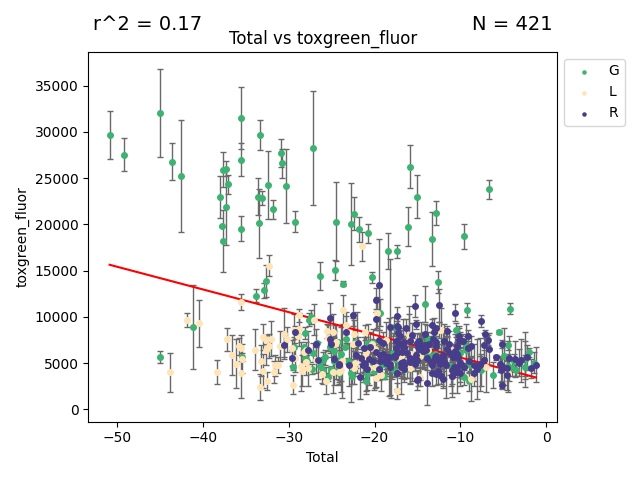 r^2 = 0.17
N = 421
Total vs toxgreen_fluor
G
L
R
toxgreen_fluor
35000
30000
25000
20000
15000
10000
5000
0
−50
−40
−30
−20
−10
0
Total